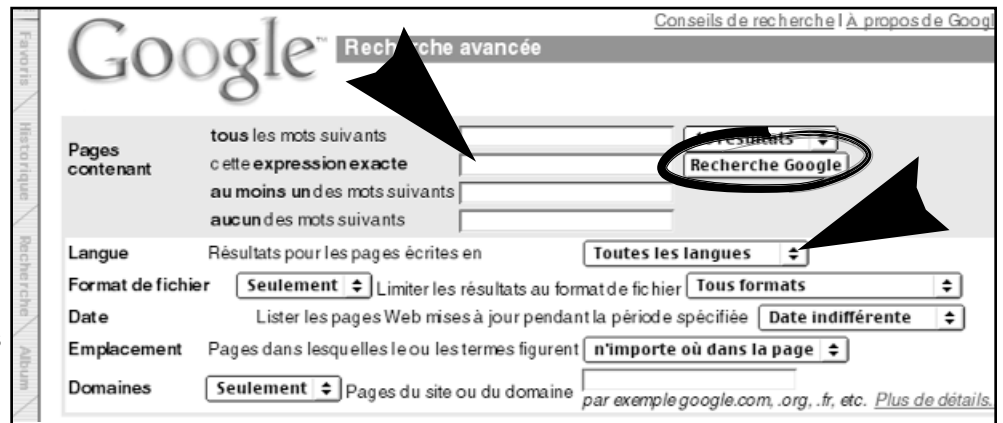 Conseils de recherche | À propos de Googl
Google™
Recherche avancée
Favoris
Historique
Recherche
Album
Pages contenant
tous les mots suivants
résultats
cette expression exacte
Recherche Google
au moins un des mots suivants
aucun des mots suivants
Langue Résultats pour les pages écrites en Toutes les langues
Format de fichier Seulement Limiter les résultats au format de fichier Tous formats
Date Lister les pages Web mises à jour pendant la période spécifiée Date indifférente
Emplacement Pages dans lesquelles le ou les termes figurent n'importe où dans la page
Domaines Seulement Pages du site ou du domaine
par exemple google.com, .org, .fr, etc. Plus de détails.